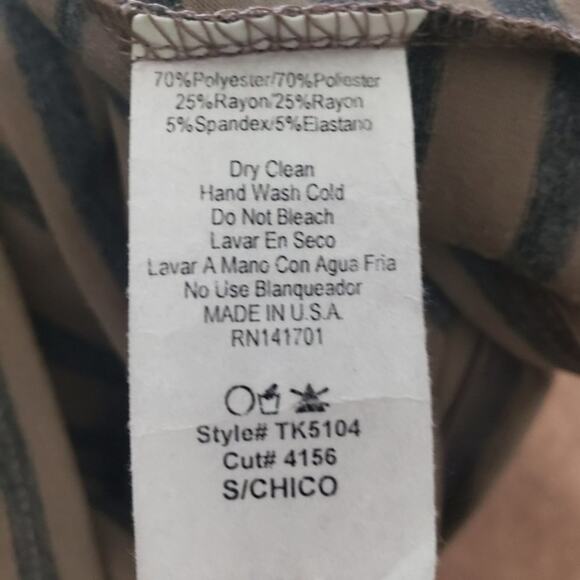 70%Polyester/70%Poliester
25%Rayon/25%Rayon
5%Spandex/5%Elastano
Dry Clean
Hand Wash Cold
Do Not Bleach
Lavar En Seco
Lavar A Mano Con Agua Fria
No Use Blanqueador
MADE IN U.S.A.
RN141701
Style# TK5104
Cut# 4156
S/CHICO